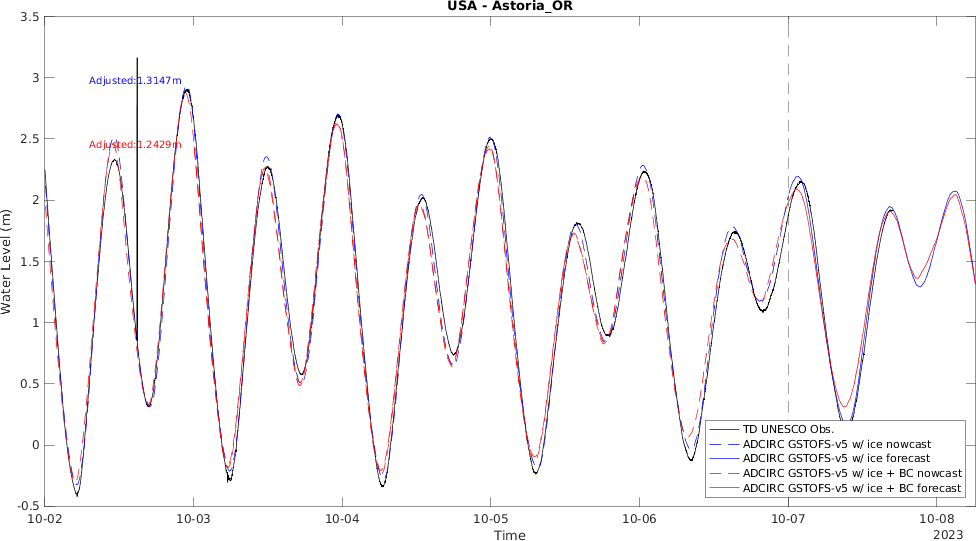 USA - Astoria_OR
3.5
3
2.5
2
1.5
1
0.5
0
-0.5
Water Level (m)
Adjusted:1.3147m
Adjusted:1.2429m
TD UNESCO Obs.
ADCIRC GSTOFS-v5 w/ ice nowcast
ADCIRC GSTOFS-v5 w/ ice forecast
ADCIRC GSTOFS-v5 w/ ice + BC nowcast
ADCIRC GSTOFS-v5 w/ ice + BC forecast
10-02 10-03 10-04 10-05 10-06 10-07 10-08
Time 2023